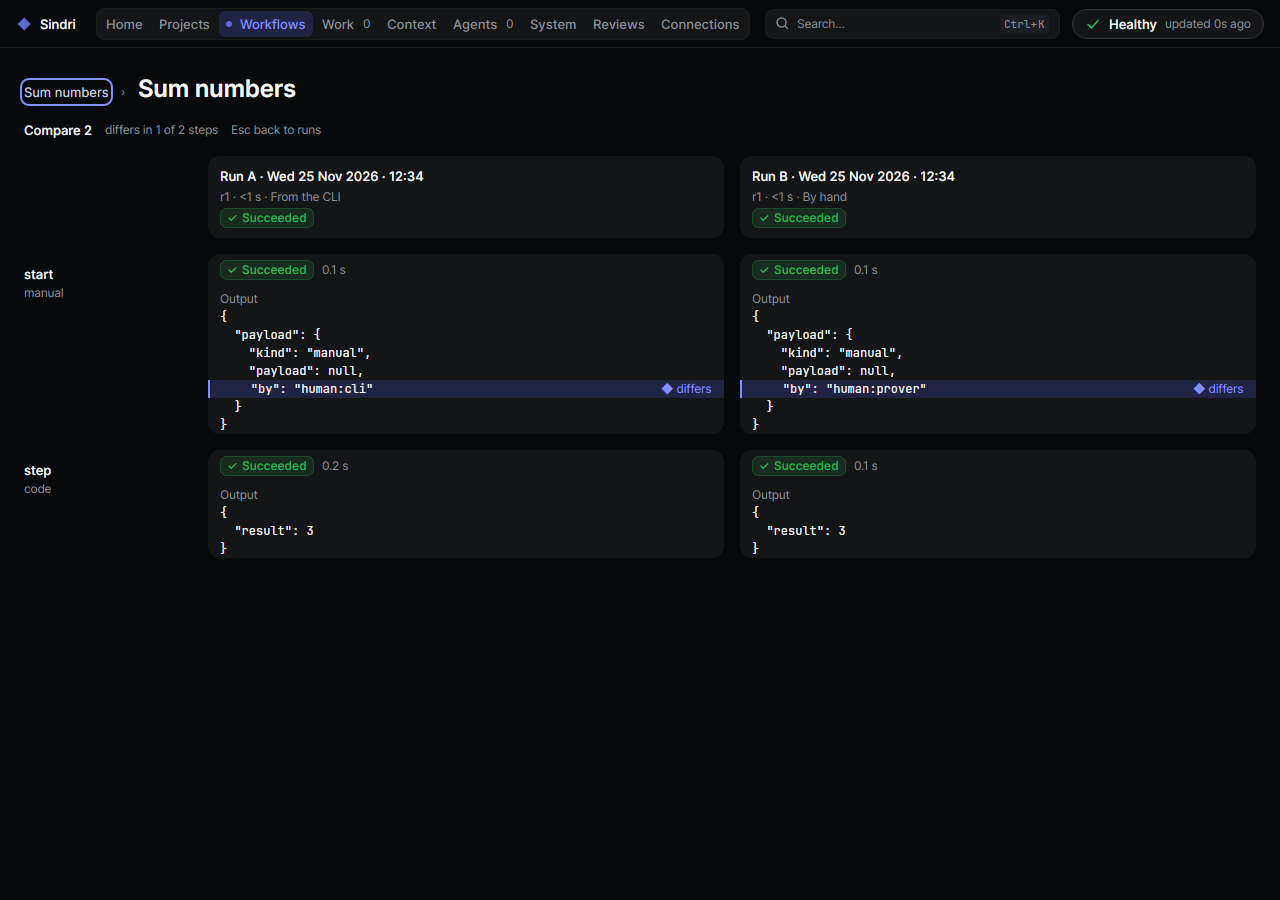 Sindri Home Projects Workflows Work 0 Context Agents 0 System Reviews Connections Search... Ctrl+K Healthy updated 0s ago
Sum numbers › Sum numbers
Compare 2 differs in 1 of 2 steps Esc back to runs
Run A · Wed 25 Nov 2026 · 12:34
r1 · <1 s · From the CLI
Succeeded
Run B · Wed 25 Nov 2026 · 12:34
r1 · <1 s · By hand
Succeeded
start
manual
Succeeded 0.1 s
Output
{
  "payload": {
    "kind": "manual",
    "payload": null,
    "by": "human:cli" differs
  }
}
Succeeded 0.1 s
Output
{
  "payload": {
    "kind": "manual",
    "payload": null,
    "by": "human:prover" differs
  }
}
step
code
Succeeded 0.2 s
Output
{
  "result": 3
}
Succeeded 0.1 s
Output
{
  "result": 3
}